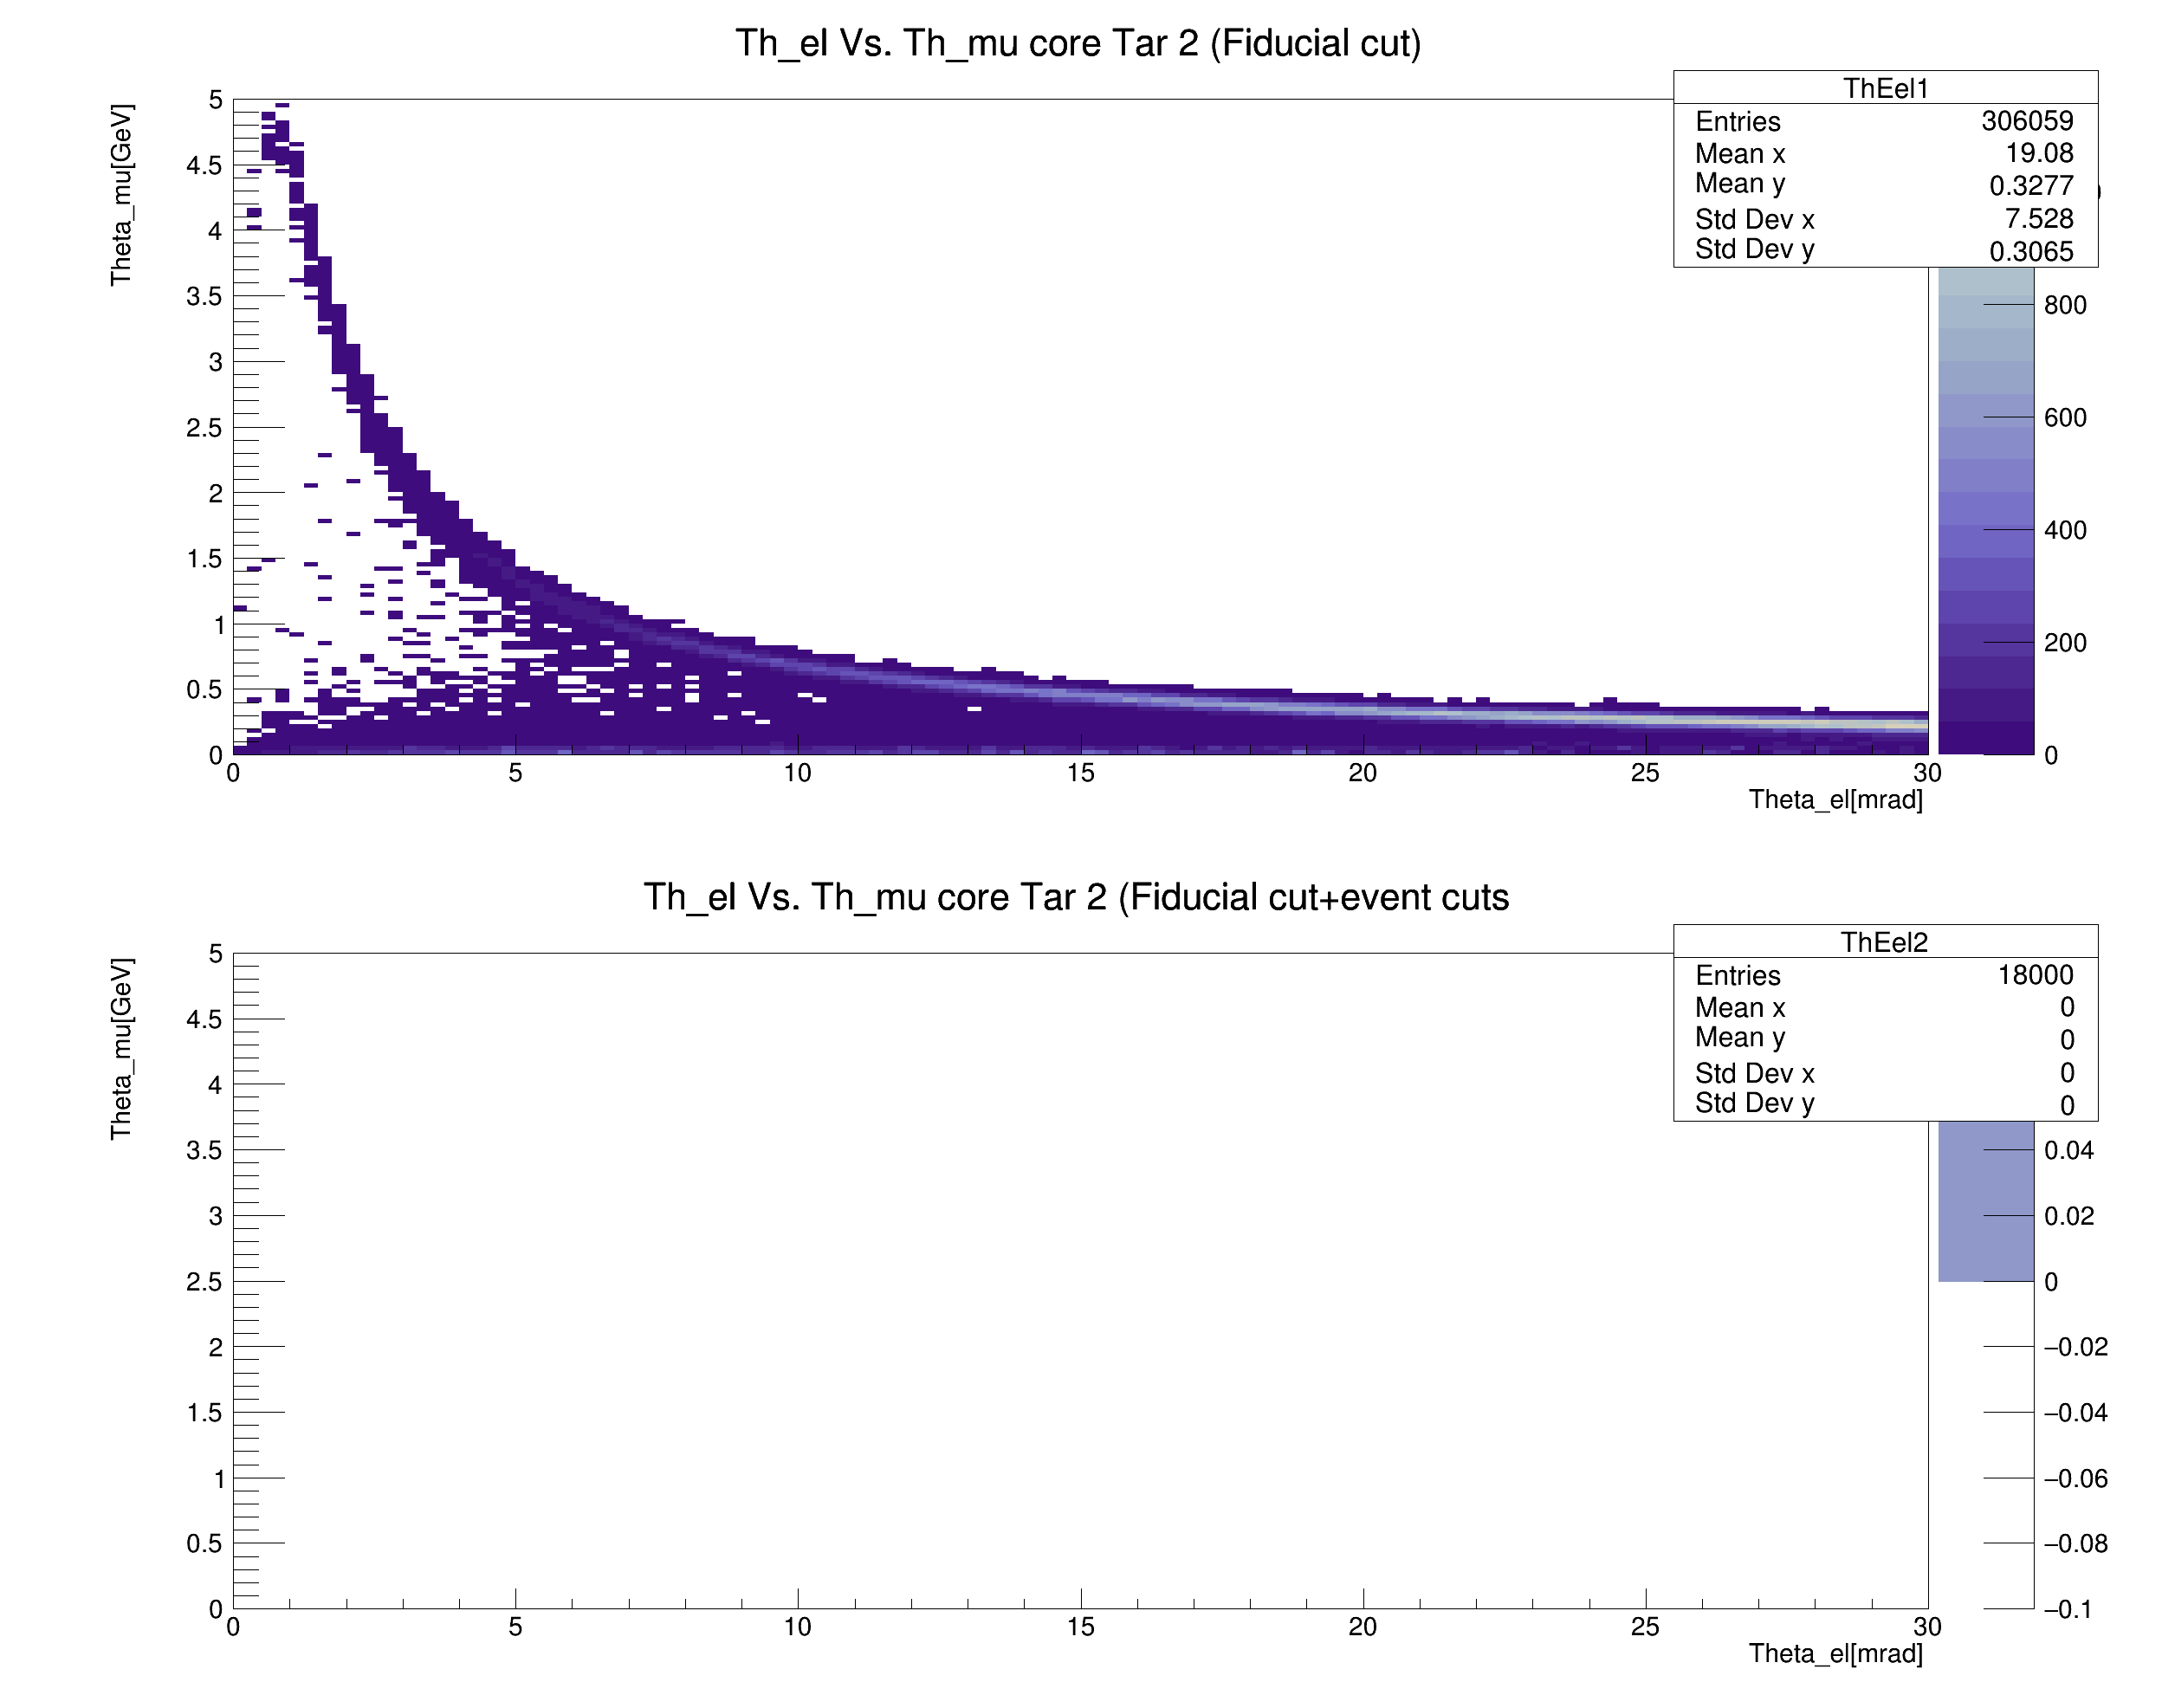 Th_el Vs. Th_mu core Tar 2 (Fiducial cut)
Theta_mu[GeV]
ThEel1
Entries 306059
Mean x 19.08
Mean y 0.3277
Std Dev x 7.528
Std Dev y 0.3065
5
4.5
4
3.5
3
2.5
2
1.5
1
0.5
0
0 5 10 15 20 25 30
Theta_el[mrad]
800
600
400
200
0
Th_el Vs. Th_mu core Tar 2 (Fiducial cut+event cuts
Theta_mu[GeV]
ThEel2
Entries 18000
Mean x 0
Mean y 0
Std Dev x 0
Std Dev y 0
5
4.5
4
3.5
3
2.5
2
1.5
1
0.5
0
0 5 10 15 20 25 30
Theta_el[mrad]
0.04
0.02
0
−0.02
−0.04
−0.06
−0.08
−0.1